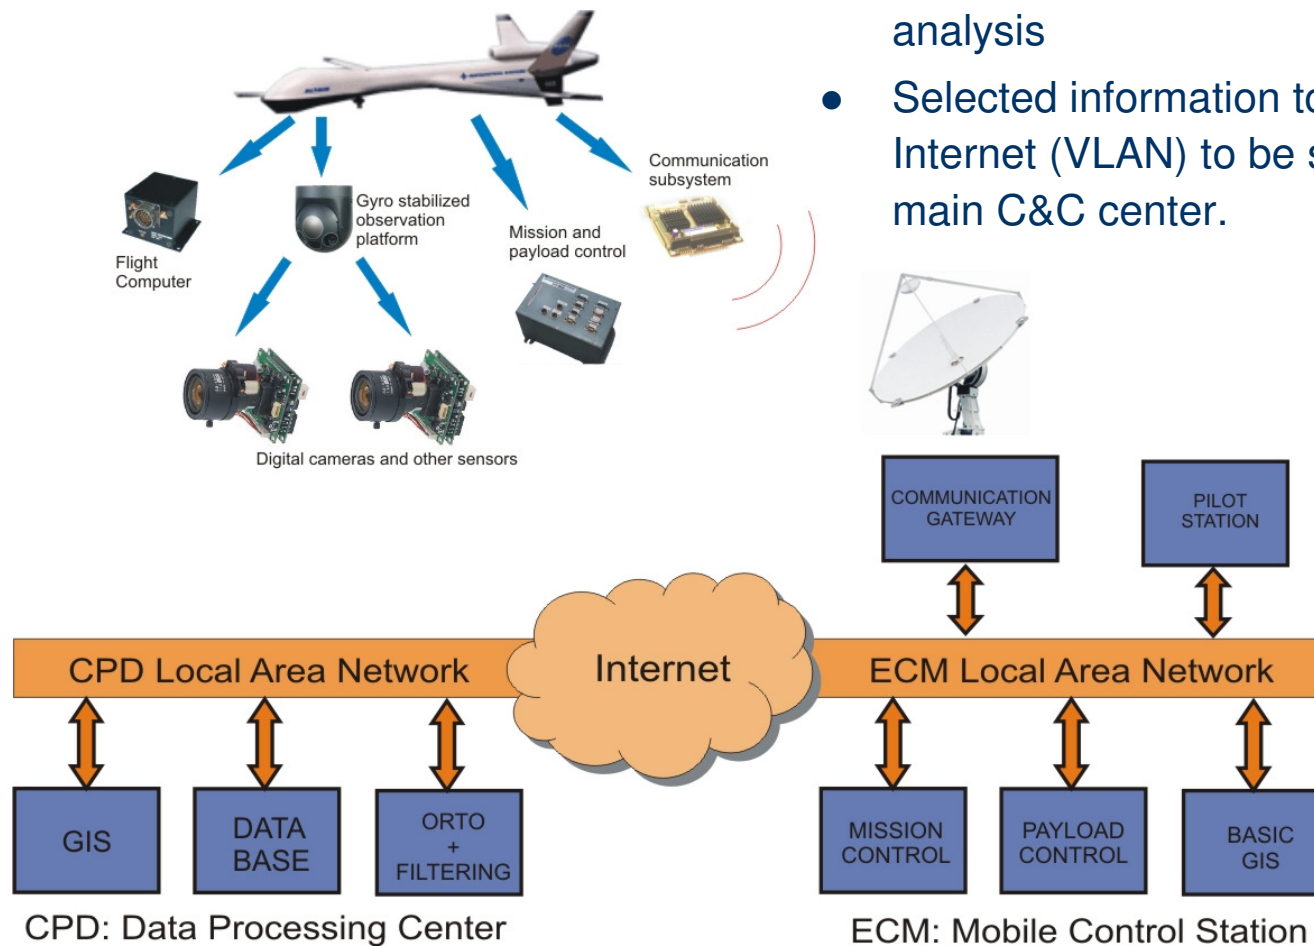 analysis
● Selected information to
Internet (VLAN) to be s
main C&C center.
ALTUS
Communication
subsystem
Gyro stabilized
observation
platform
Mission and
payload control
Flight
Computer
Digital cameras and other sensors
COMMUNICATION
GATEWAY
PILOT
STATION
CPD Local Area Network
Internet
ECM Local Area Network
GIS
DATA
BASE
ORTO
+
FILTERING
MISSION
CONTROL
PAYLOAD
CONTROL
BASIC
GIS
CPD: Data Processing Center
ECM: Mobile Control Station